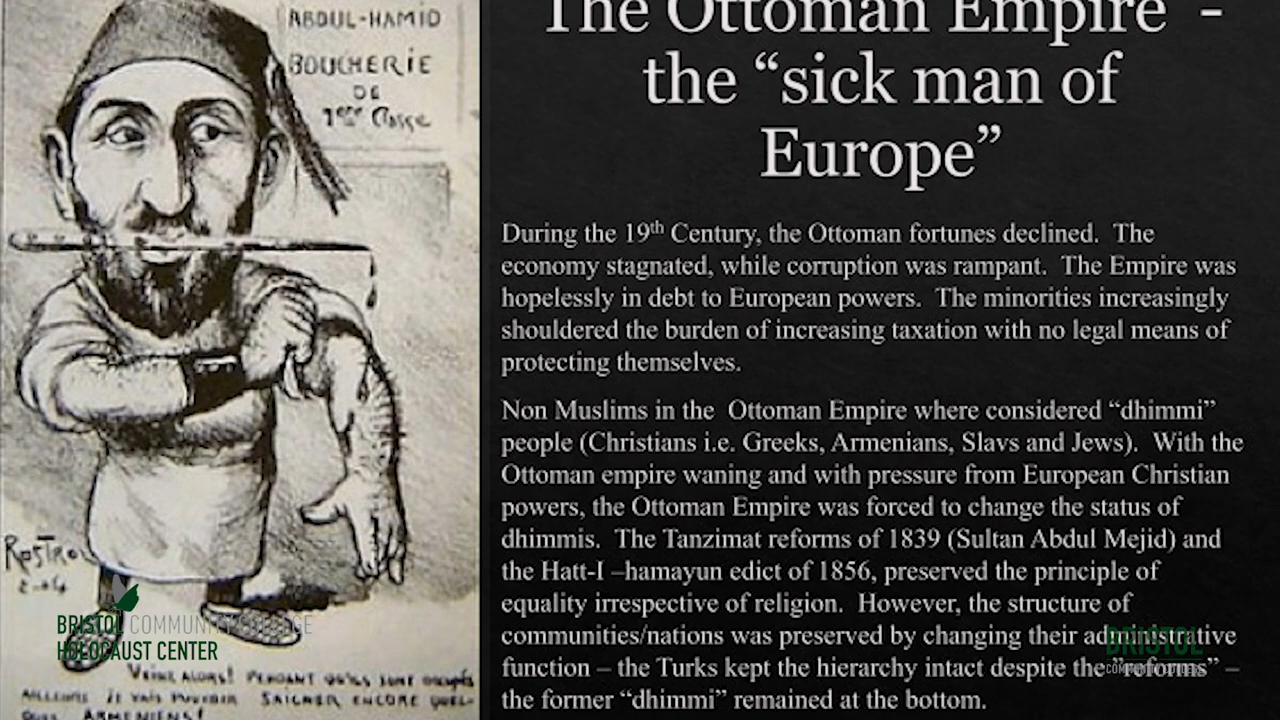 ABDUL-HAMID
BOUCHERIE
DE
1ère Classe
Rostro
2-04
BRISTOL COMMUNITY COLLEGE
HOLOCAUST CENTER
VEINE ALORS! PENDANT QU'ILS SONT OCCUPÉS
AILLEURS JE VAIS POUVOIR SAIGNER ENCORE QUEL-
QUES ARMENIENS!
The Ottoman Empire -
the “sick man of
Europe”
During the 19th Century, the Ottoman fortunes declined. The
economy stagnated, while corruption was rampant. The Empire was
hopelessly in debt to European powers. The minorities increasingly
shouldered the burden of increasing taxation with no legal means of
protecting themselves.
Non Muslims in the Ottoman Empire where considered “dhimmi”
people (Christians i.e. Greeks, Armenians, Slavs and Jews). With the
Ottoman empire waning and with pressure from European Christian
powers, the Ottoman Empire was forced to change the status of
dhimmis. The Tanzimat reforms of 1839 (Sultan Abdul Mejid) and
the Hatt-I –hamayun edict of 1856, preserved the principle of
equality irrespective of religion. However, the structure of
communities/nations was preserved by changing their administrative
function – the Turks kept the hierarchy intact despite the ”reforms” –
the former “dhimmi” remained at the bottom.
BRISTOL
COMMUNITY COLLEGE